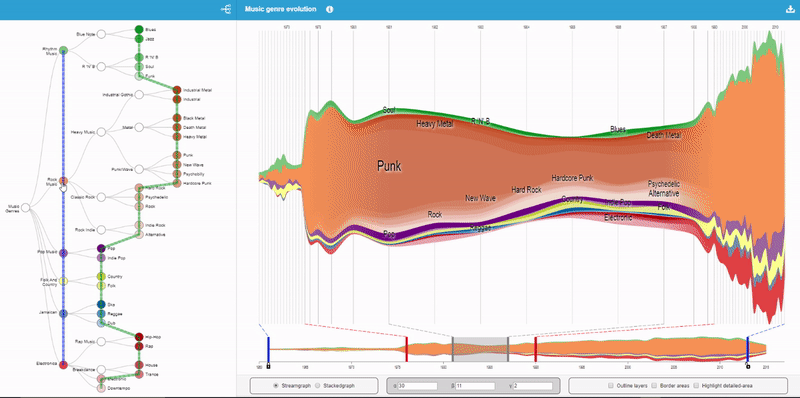 Music genre evolution
Blues
Blue Note
Jazz
Rhythm
Music
R 'N' B
R 'N' B
Soul
Funk
Industrial Metal
Industrial Gothic
Industrial
Black Metal
Heavy Music
Metal
Death Metal
Heavy Metal
Punk
Punk/Wave
New Wave
Psychobilly
Rock
Music
Hardcore Punk
Hard Rock
Classic Rock
Psychedelic
Rock
Music
Genres
Rock Indie
Indie Rock
Alternative
Pop Music
Pop
Indie Pop
Folk And
Country
Country
Folk
Ska
Jamaican
Reggae
Dub
Rap Music
Hip-Hop
Rap
Electronica
House
Trance
Breakdance
Electronic
Downtempo
Soul
Heavy Metal
R 'N' B
Blues
Death Metal
Punk
Hardcore Punk
Hard Rock
Psychedelic
Alternative
New Wave
Country
Indie Pop
Folk
Rock
Electronic
Pop
Reggae
Streamgraph
Stackedgraph
α 30
β 11
γ 2
Outline layers
Border areas
Highlight detailed-area